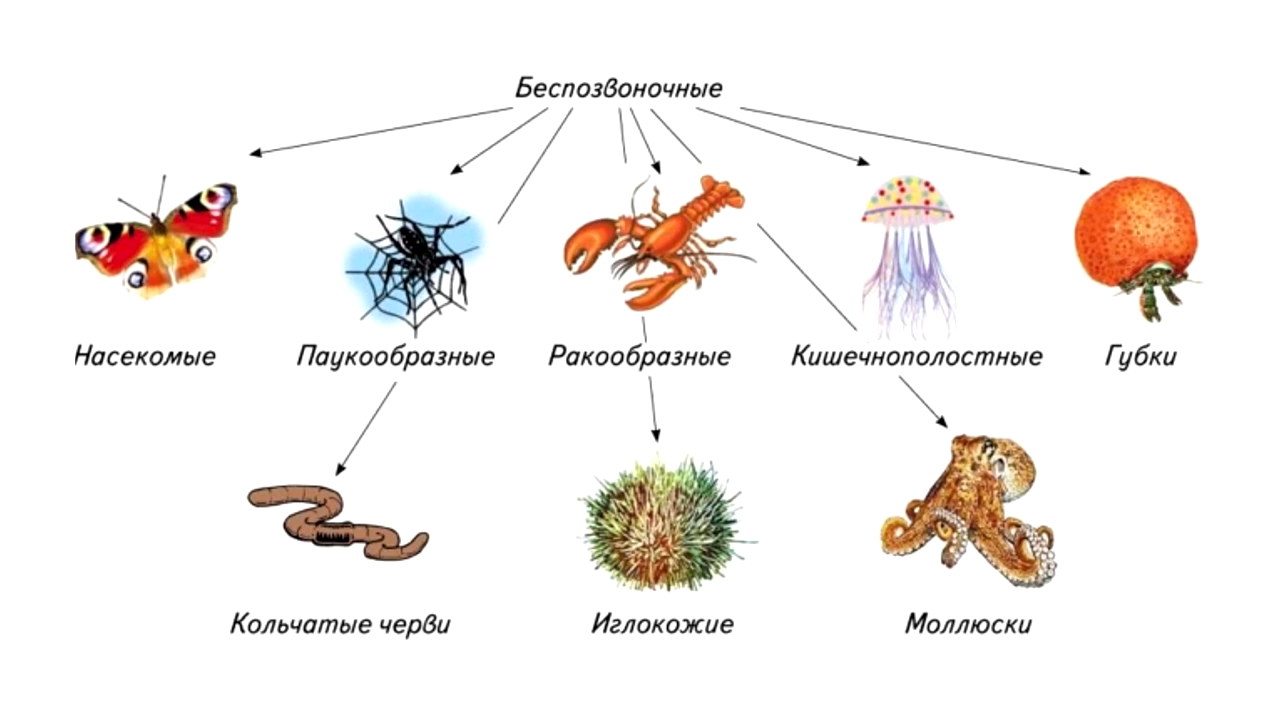 Беспозвоночные
Насекомые
Паукообразные
Ракообразные
Кишечнополостные
Губки
Кольчатые черви
Иглокожие
Моллюски